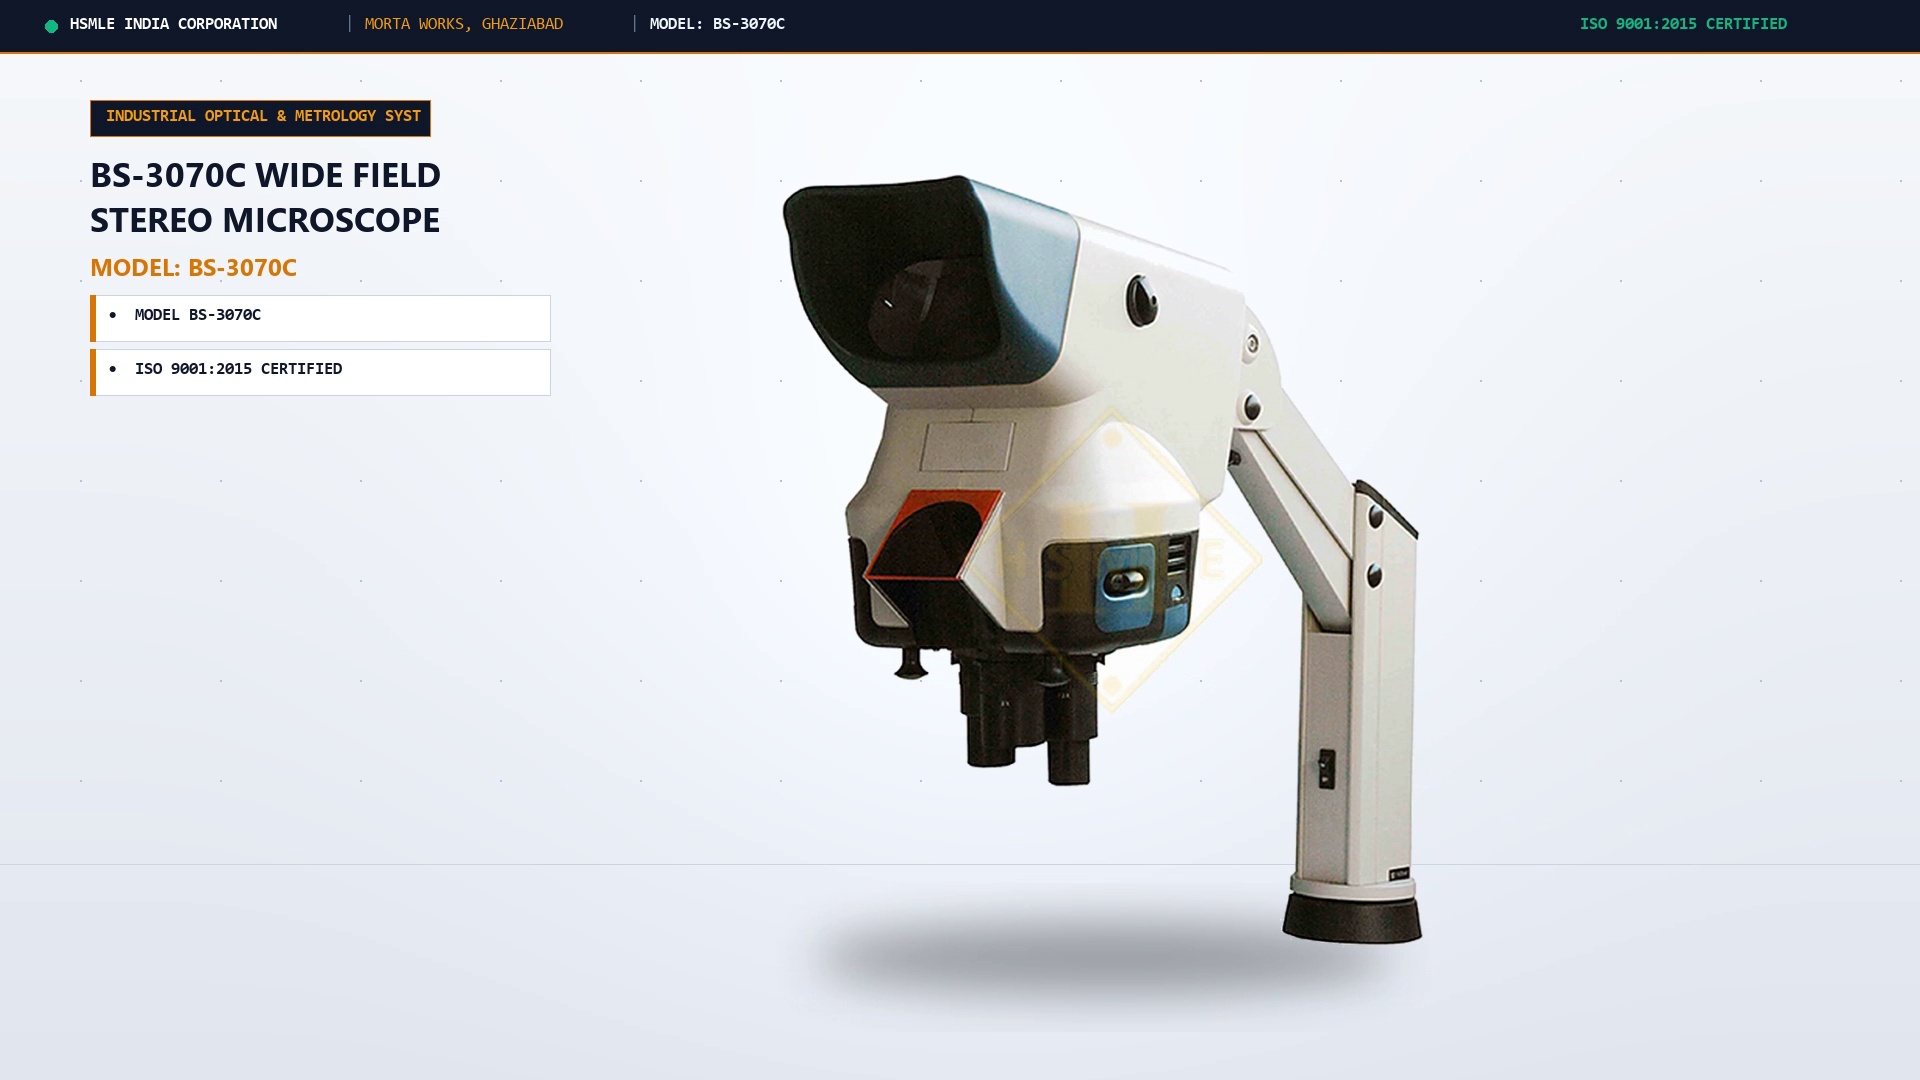 HSMLE INDIA CORPORATION
MORTA WORKS, GHAZIABAD
MODEL: BS-3070C
ISO 9001:2015 CERTIFIED
INDUSTRIAL OPTICAL & METROLOGY SYST
BS-3070C WIDE FIELD
STEREO MICROSCOPE
MODEL: BS-3070C
• MODEL BS-3070C
• ISO 9001:2015 CERTIFIED
HSMLE